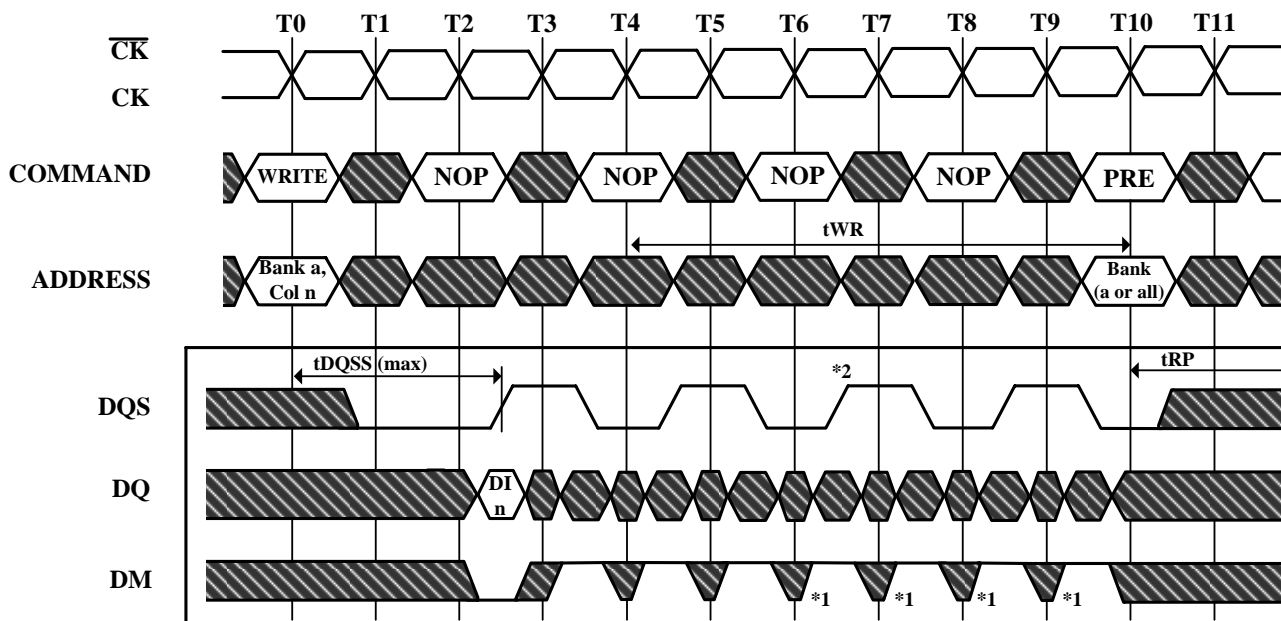 T0 T1 T2 T3 T4 T5 T6 T7 T8 T9 T10 T11
CK
CK
COMMAND WRITE NOP NOP NOP NOP PRE
tWR
ADDRESS Bank a, Col n Bank (a or all)
tDQSS (max) *2 tRP
DQS
DQ DI n
DM *1 *1 *1 *1